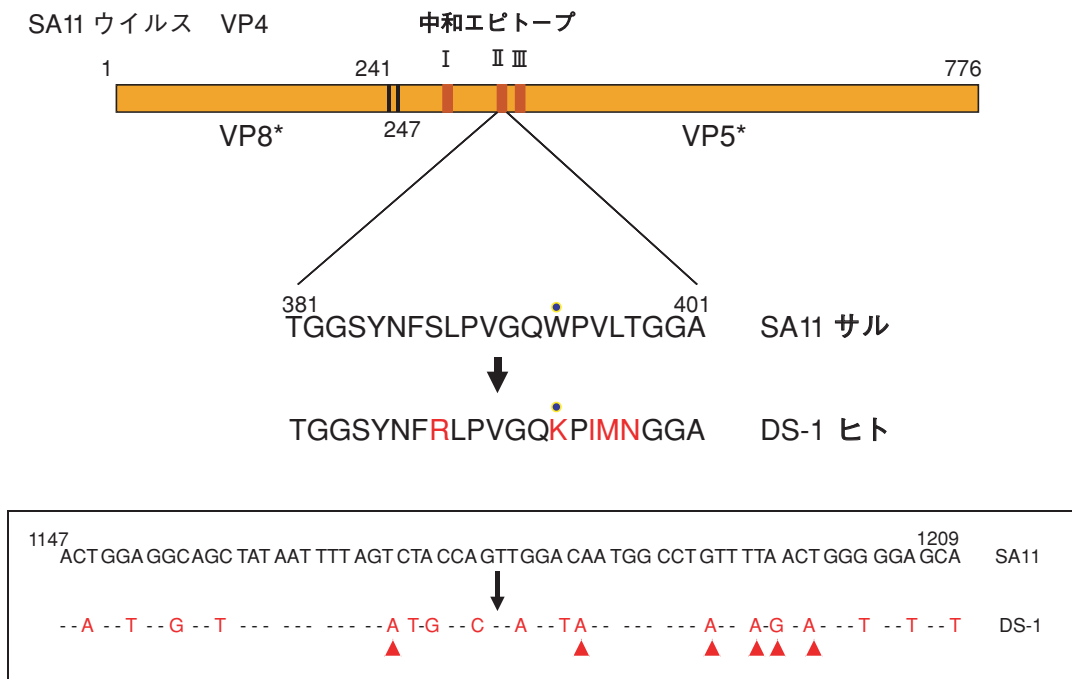 SA11 ウイルス VP4
中和エピトープ
Ⅰ Ⅱ Ⅲ
1 241 776
247
VP8* VP5*
381 401
TGGSYNFSLPVGQWPVLTGGA SA11 サル
TGGSYNFRLPVGQKPIMNGGA DS-1 ヒト
1147 1209
ACT GGA GGCAGC TAT AAT TTT AGT CTA CCA GTT GGA CAA TGG CCT GTT TTA ACT GGG GGA GCA SA11
--A --T --G --T --- --- --- --A T-G --C --A --TA-- --- A-- A-G -A- --T --T --T DS-1